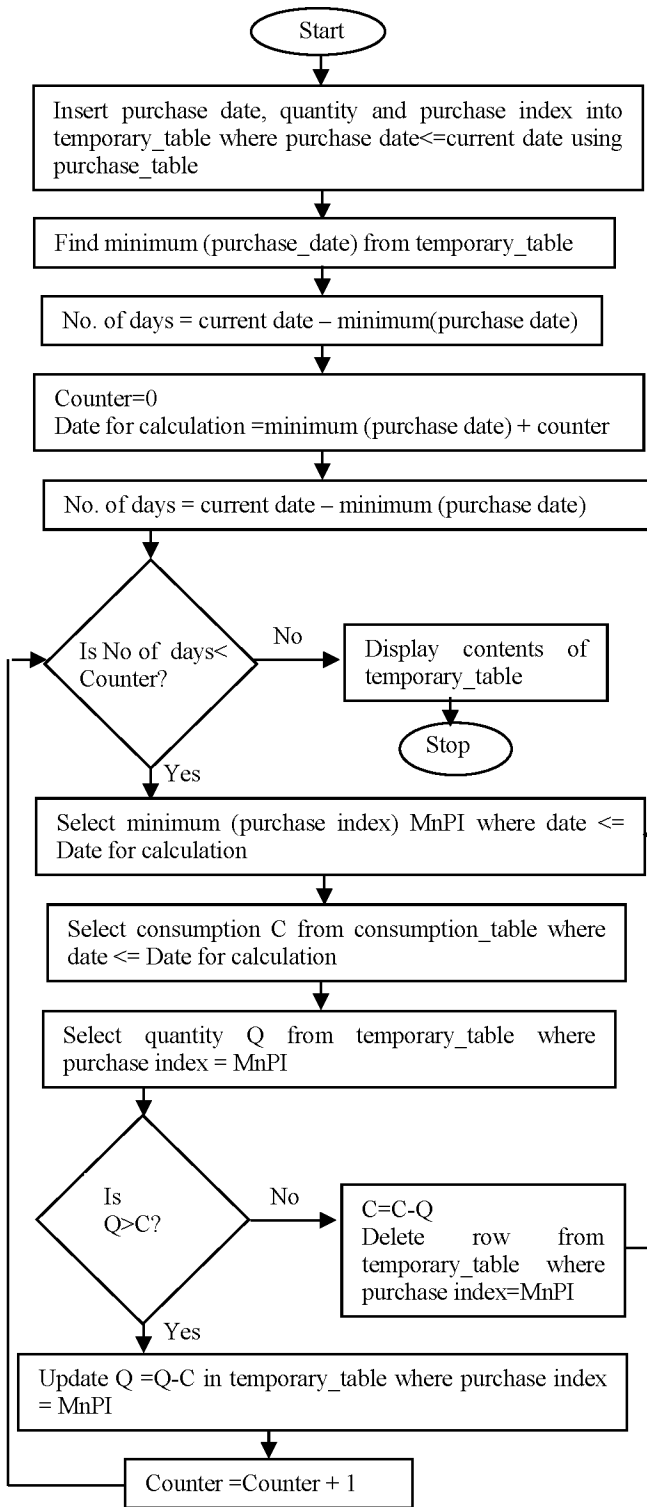 Start
Insert purchase date, quantity and purchase index into
temporary_table where purchase date<=current date using
purchase_table
Find minimum (purchase_date) from temporary_table
No. of days = current date – minimum(purchase date)
Counter=0
Date for calculation =minimum (purchase date) + counter
No. of days = current date – minimum (purchase date)
Is No of days<
Counter?
No
Display contents of
temporary_table
Stop
Yes
Select minimum (purchase index) MnPI where date <=
Date for calculation
Select consumption C from consumption_table where
date <= Date for calculation
Select quantity Q from temporary_table where
purchase index = MnPI
Is
Q>C?
No
C=C-Q
Delete row from
temporary_table where
purchase index=MnPI
Yes
Update Q =Q-C in temporary_table where purchase index
= MnPI
Counter =Counter + 1